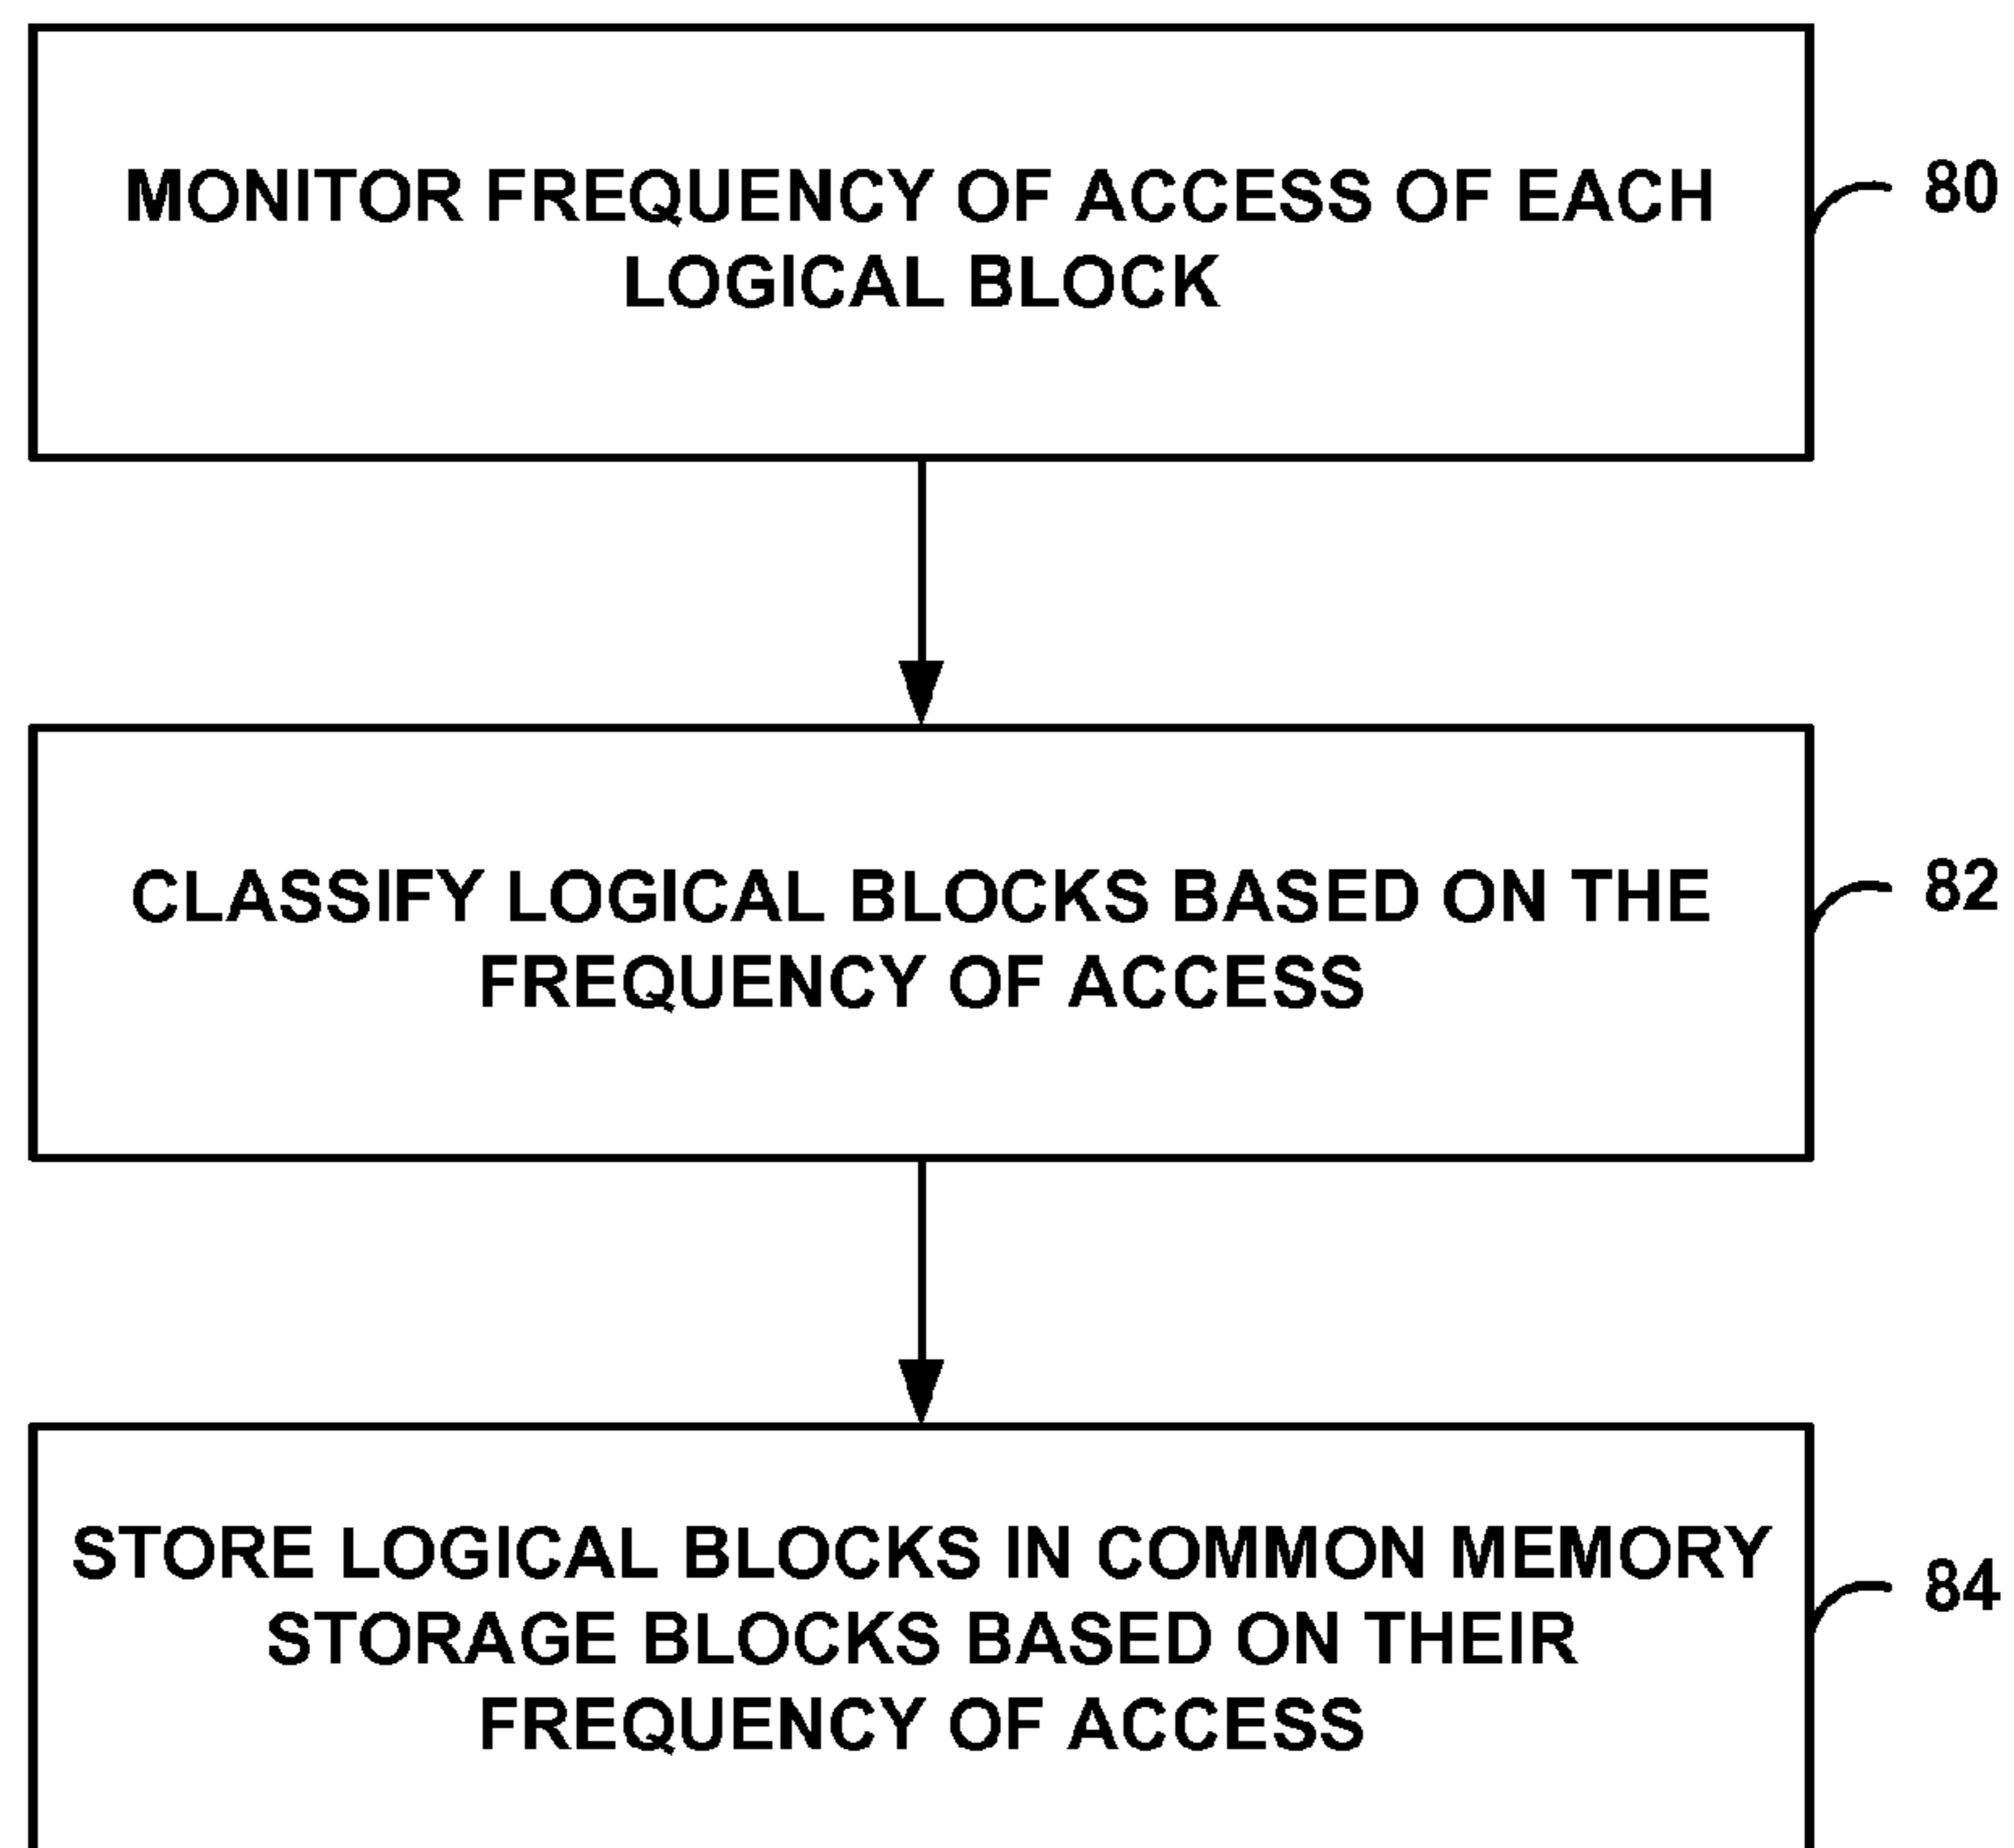 MONITOR FREQUENCY OF ACCESS OF EACH
LOGICAL BLOCK
80
CLASSIFY LOGICAL BLOCKS BASED ON THE
FREQUENCY OF ACCESS
82
STORE LOGICAL BLOCKS IN COMMON MEMORY
STORAGE BLOCKS BASED ON THEIR
FREQUENCY OF ACCESS
84